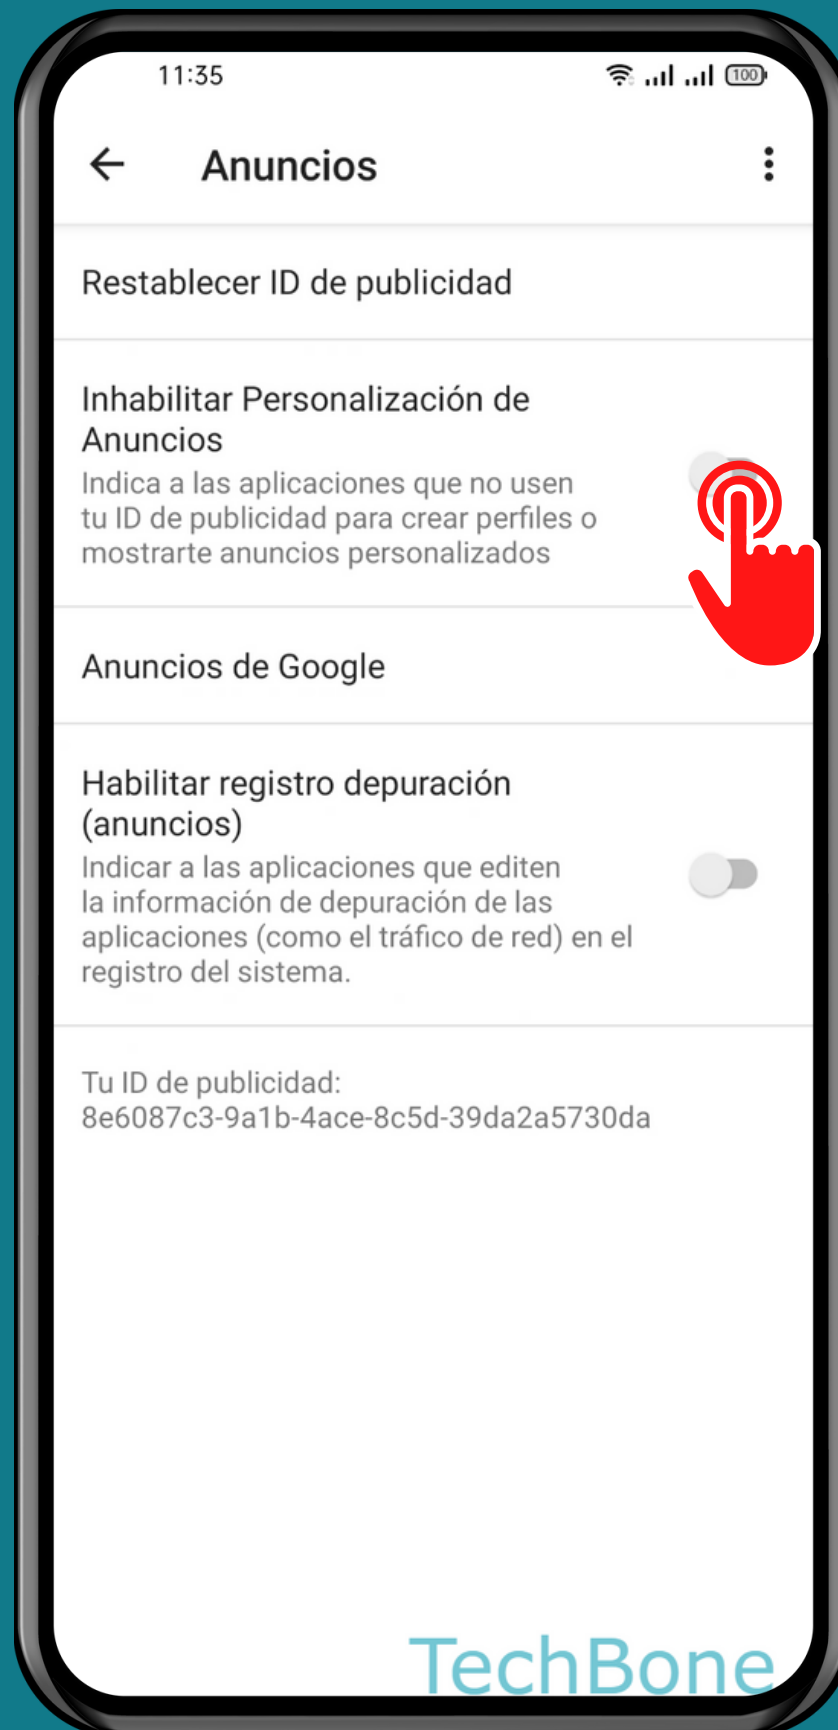 11:35
100
Anuncios
Restablecer ID de publicidad
Inhabilitar Personalización de
Anuncios
Indica a las aplicaciones que no usen
tu ID de publicidad para crear perfiles o
mostrarte anuncios personalizados
Anuncios de Google
Habilitar registro depuración
(anuncios)
Indicar a las aplicaciones que editen
la información de depuración de las
aplicaciones (como el tráfico de red) en el
registro del sistema.
Tu ID de publicidad:
8e6087c3-9a1b-4ace-8c5d-39da2a5730da
TechBone